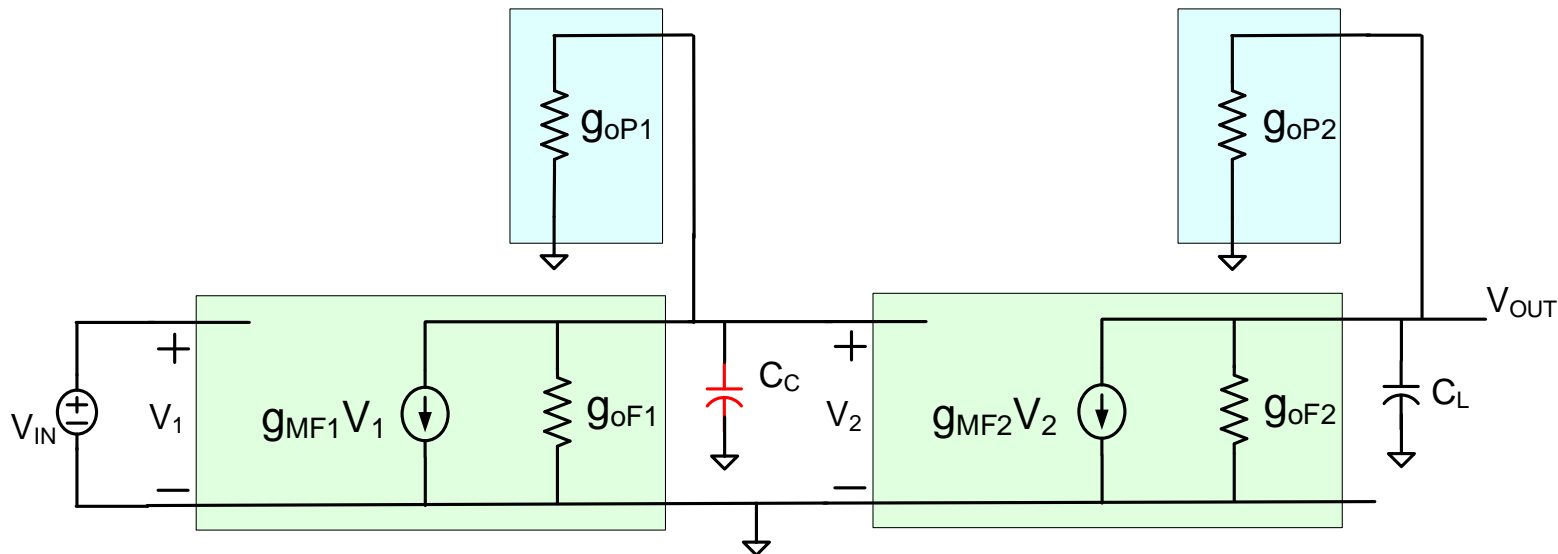 goP1
goP2
VIN
+
−
+
V1
−
gMF1V1
goF1
CC
+
V2
−
gMF2V2
goF2
CL
VOUT